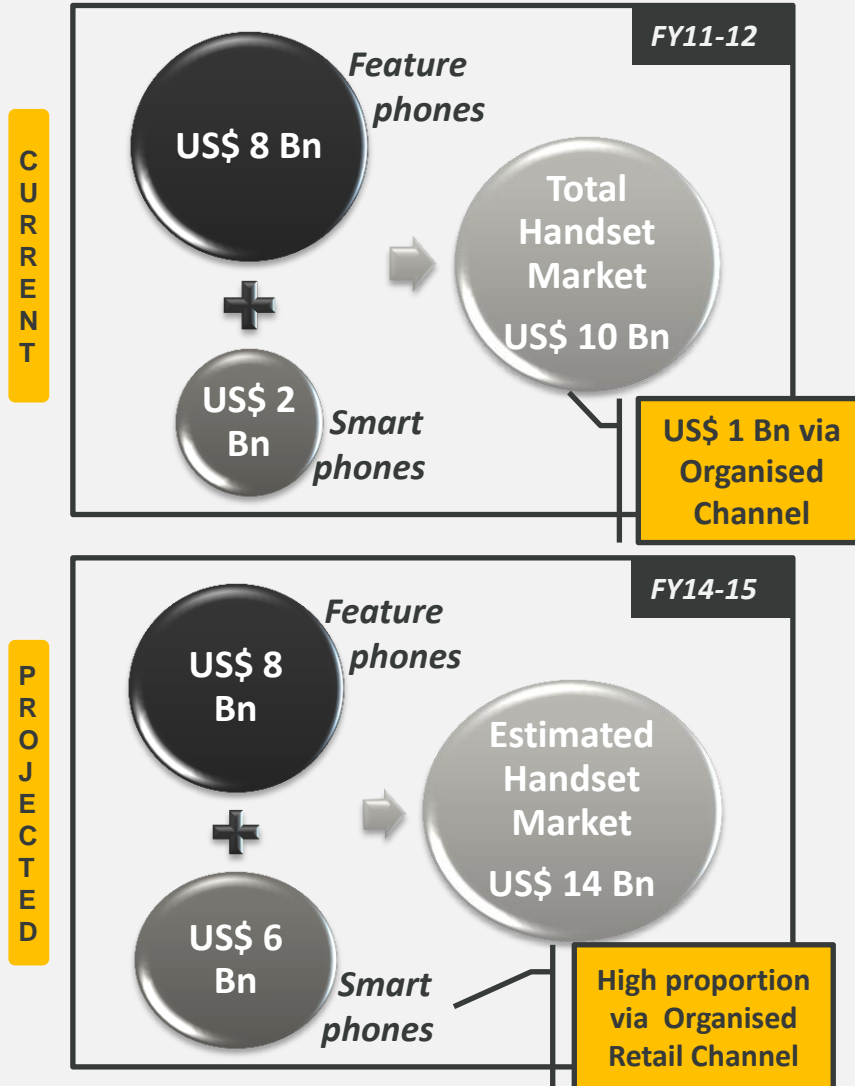 FY11-12
CURRENT
Feature
phones
US$ 8 Bn
Total
Handset
Market
US$ 10 Bn
US$ 2
Bn
Smart
phones
US$ 1 Bn via
Organised
Channel
FY14-15
PROJECTED
Feature
phones
US$ 8
Bn
Estimated
Handset
Market
US$ 14 Bn
US$ 6
Bn
Smart
phones
High proportion
via Organised
Retail Channel